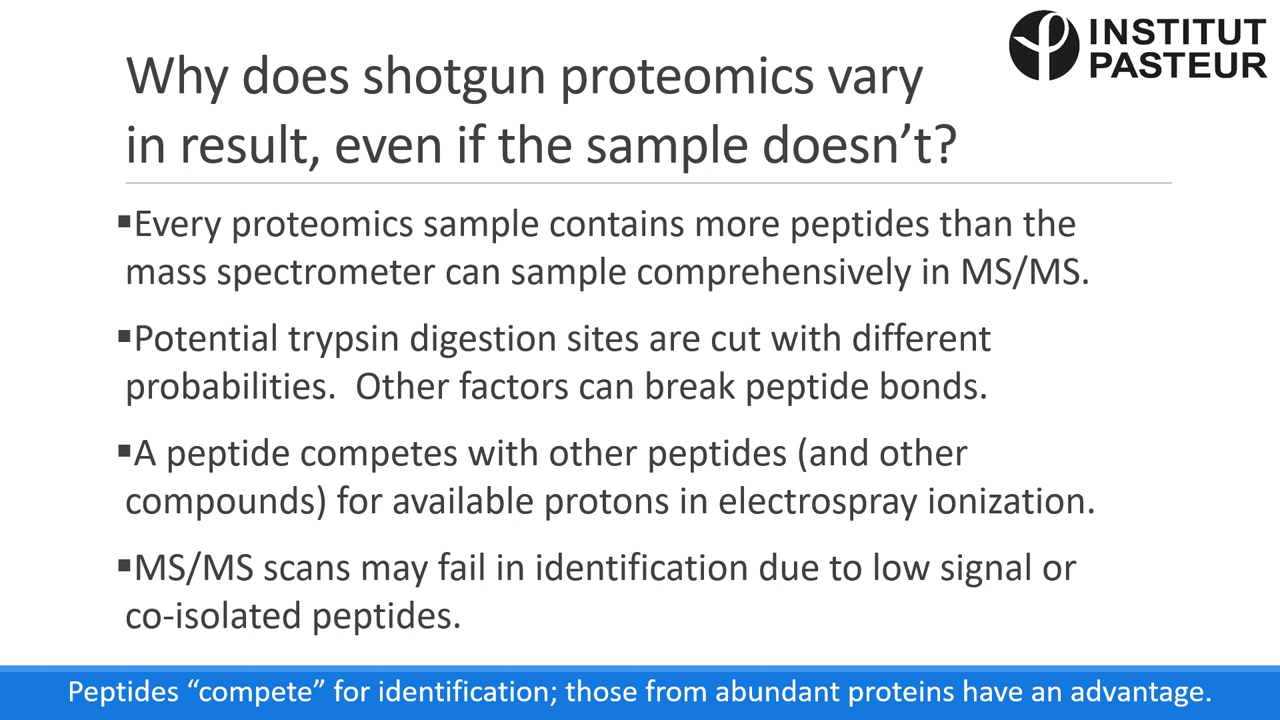 INSTITUT
PASTEUR
Why does shotgun proteomics vary
in result, even if the sample doesn’t?
▪Every proteomics sample contains more peptides than the
mass spectrometer can sample comprehensively in MS/MS.
▪Potential trypsin digestion sites are cut with different
probabilities.  Other factors can break peptide bonds.
▪A peptide competes with other peptides (and other
compounds) for available protons in electrospray ionization.
▪MS/MS scans may fail in identification due to low signal or
co-isolated peptides.
Peptides “compete” for identification; those from abundant proteins have an advantage.